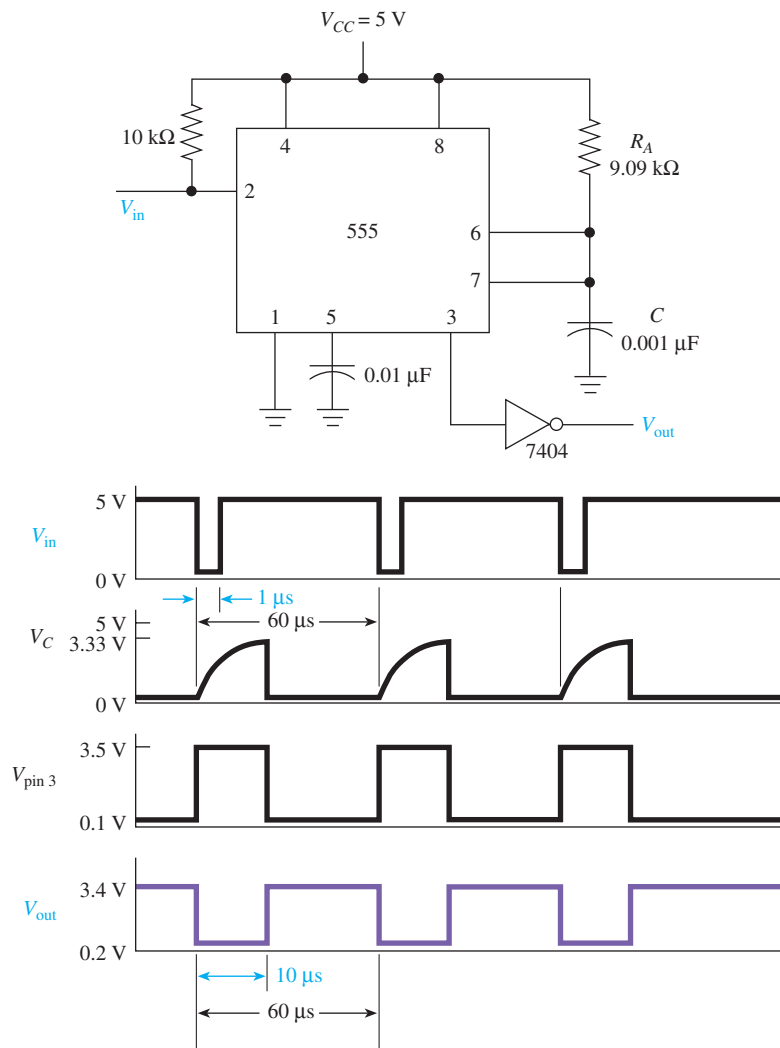 V_CC = 5 V
10 kΩ
4
8
R_A
9.09 kΩ
2
V_in
555
6
7
1
5
3
C
0.001 μF
0.01 μF
V_out
7404
5 V
V_in
0 V
1 μs
5 V
60 μs
V_C
3.33 V
0 V
3.5 V
V_pin 3
0.1 V
3.4 V
V_out
0.2 V
10 μs
60 μs